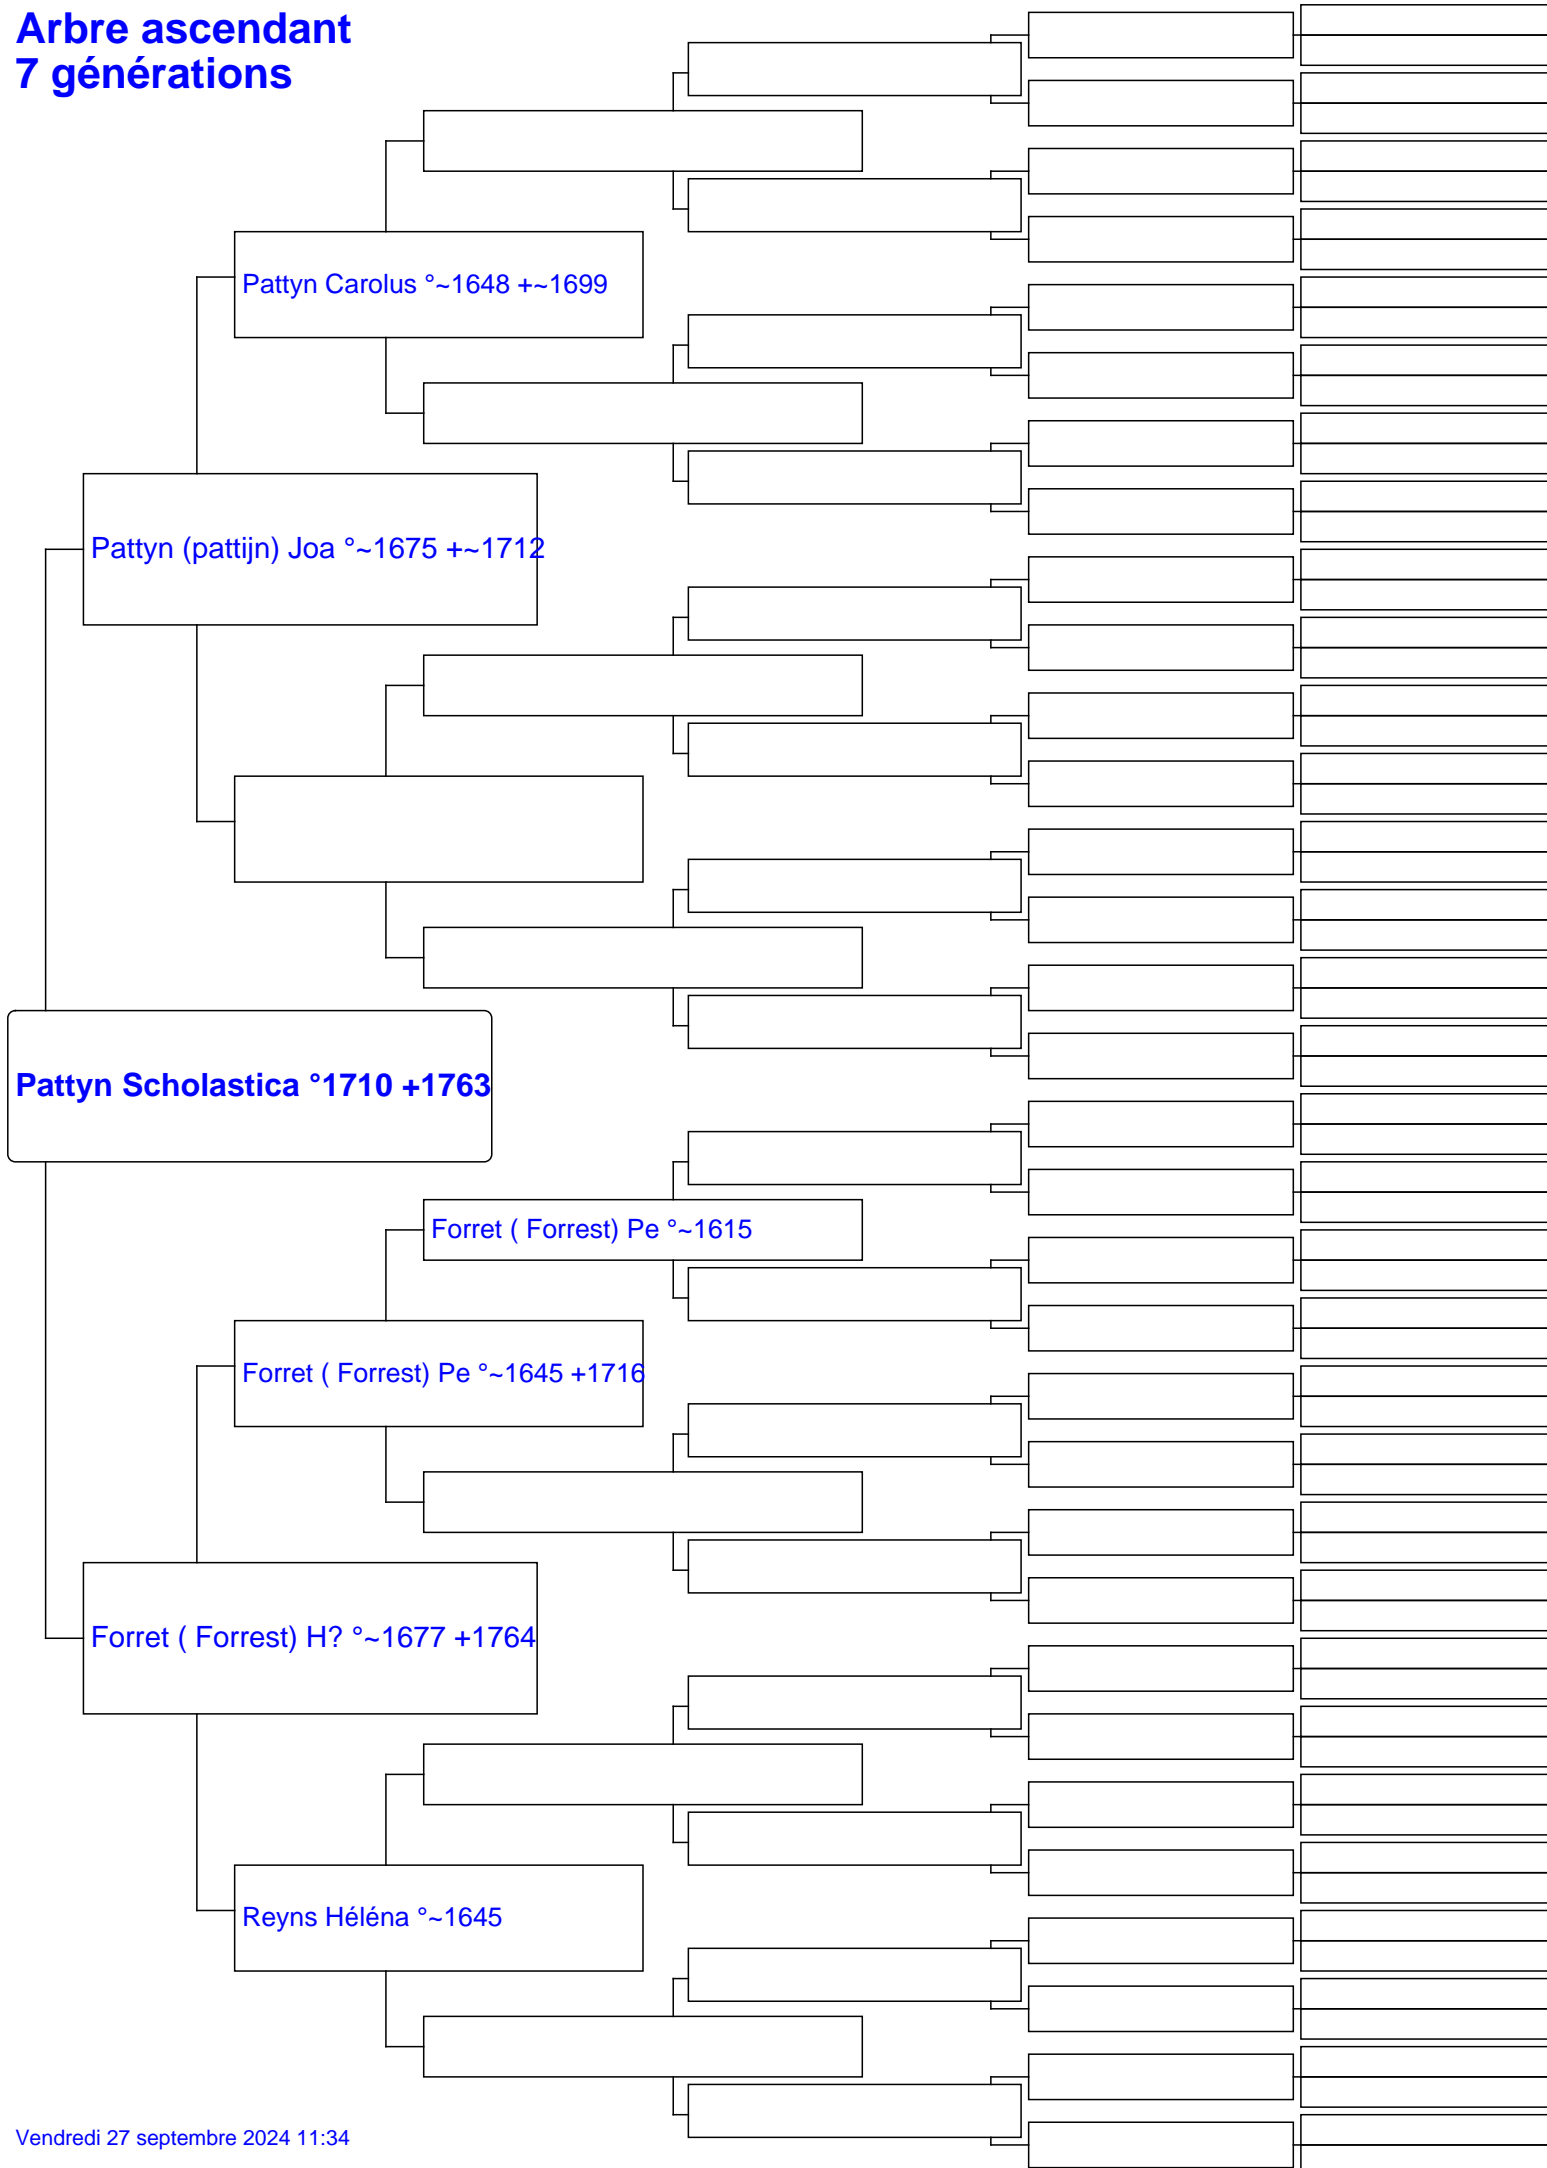 Arbre ascendant
7 générations
Pattyn Carolus °~1648 +~1699
Pattyn (pattijn) Joa °~1675 +~1712
Pattyn Scholastica °1710 +1763
Forret ( Forrest) Pe °~1615
Forret ( Forrest) Pe °~1645 +1716
Forret ( Forrest) H? °~1677 +1764
Reyns Héléna °~1645
Vendredi 27 septembre 2024 11:34